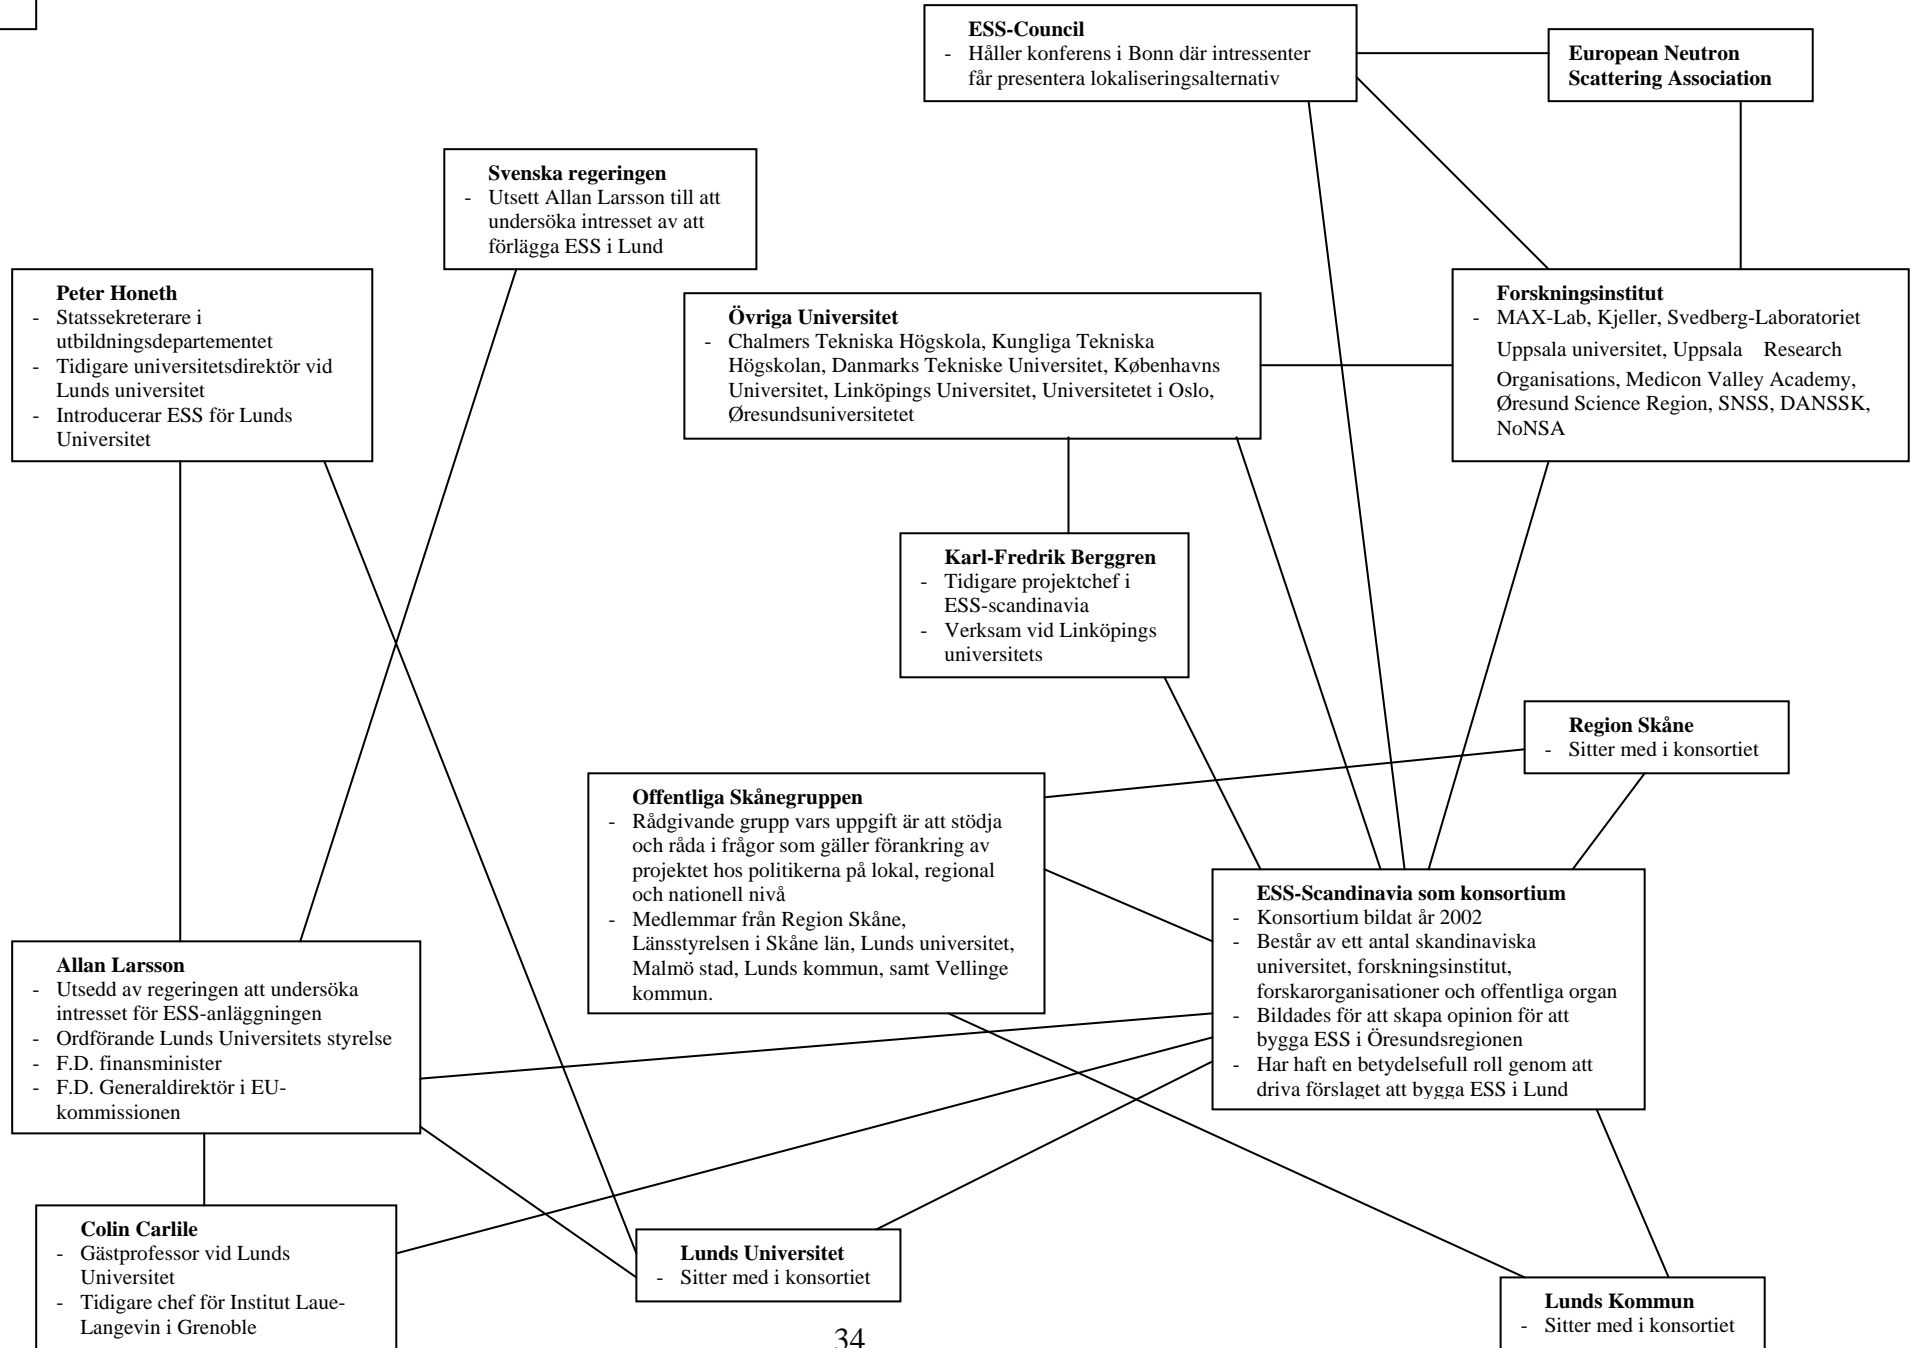 ESS-Council
- Håller konferens i Bonn där intressenter
får presentera lokaliseringsalternativ
European Neutron
Scattering Association
Svenska regeringen
- Utsett Allan Larsson till att
undersöka intresset av att
förlägga ESS i Lund
Peter Honeth
- Statssekreterare i
utbildningsdepartementet
- Tidigare universitetsdirektör vid
Lunds universitet
- Introducerar ESS för Lunds
Universitet
Övriga Universitet
- Chalmers Tekniska Högskola, Kungliga Tekniska
Högskolan, Danmarks Tekniske Universitet, Københavns
Universitet, Linköpings Universitet, Universitetet i Oslo,
Øresundsuniversitetet
Forskningsinstitut
- MAX-Lab, Kjeller, Svedberg-Laboratoriet
Uppsala universitet, Uppsala Research
Organisations, Medicon Valley Academy,
Øresund Science Region, SNSS, DANSSK,
NoNSA
Karl-Fredrik Berggren
- Tidigare projektchef i
ESS-scandinavia
- Verksam vid Linköpings
universitets
Region Skåne
- Sitter med i konsortiet
Offentliga Skånegruppen
- Rådgivande grupp vars uppgift är att stödja
och råda i frågor som gäller förankring av
projektet hos politikerna på lokal, regional
och nationell nivå
- Medlemmar från Region Skåne,
Länsstyrelsen i Skåne län, Lunds universitet,
Malmö stad, Lunds kommun, samt Vellinge
kommun.
ESS-Scandinavia som konsortium
- Konsortium bildat år 2002
- Består av ett antal skandinaviska
universitet, forskningsinstitut,
forskarorganisationer och offentliga organ
- Bildades för att skapa opinion för att
bygga ESS i Öresundsregionen
- Har haft en betydelsefull roll genom att
driva förslaget att bygga ESS i Lund
Allan Larsson
- Utsedd av regeringen att undersöka
intresset för ESS-anläggningen
- Ordförande Lunds Universitets styrelse
- F.D. finansminister
- F.D. Generaldirektör i EU-
kommissionen
Colin Carlile
- Gästprofessor vid Lunds
Universitet
- Tidigare chef för Institut Laue-
Langevin i Grenoble
Lunds Universitet
- Sitter med i konsortiet
Lunds Kommun
- Sitter med i konsortiet
34